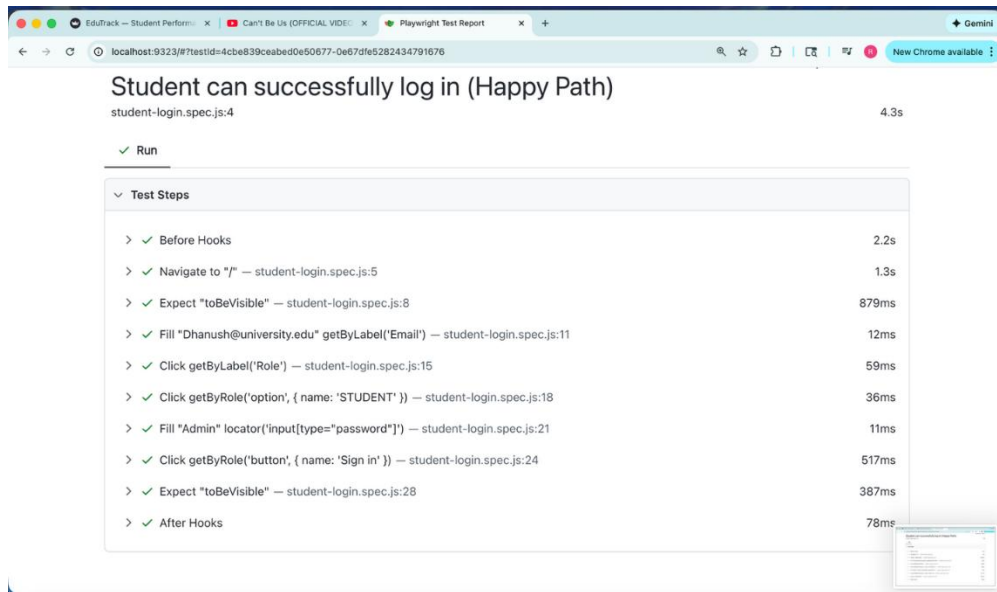 EduTrack — Student Performa
Can't Be Us (OFFICIAL VIDEO
Playwright Test Report
Gemini
localhost:9323/#?testId=4cbe839ceabed0e50677-0e67dfe5282434791676
New Chrome available
Student can successfully log in (Happy Path)
student-login.spec.js:4 4.3s
Run
Test Steps
Before Hooks 2.2s
Navigate to "/" — student-login.spec.js:5 1.3s
Expect "toBeVisible" — student-login.spec.js:8 879ms
Fill "Dhanush@university.edu" getByLabel('Email') — student-login.spec.js:11 12ms
Click getByLabel('Role') — student-login.spec.js:15 59ms
Click getByRole('option', { name: 'STUDENT' }) — student-login.spec.js:18 36ms
Fill "Admin" locator('input[type="password"]') — student-login.spec.js:21 11ms
Click getByRole('button', { name: 'Sign in' }) — student-login.spec.js:24 517ms
Expect "toBeVisible" — student-login.spec.js:28 387ms
After Hooks 78ms